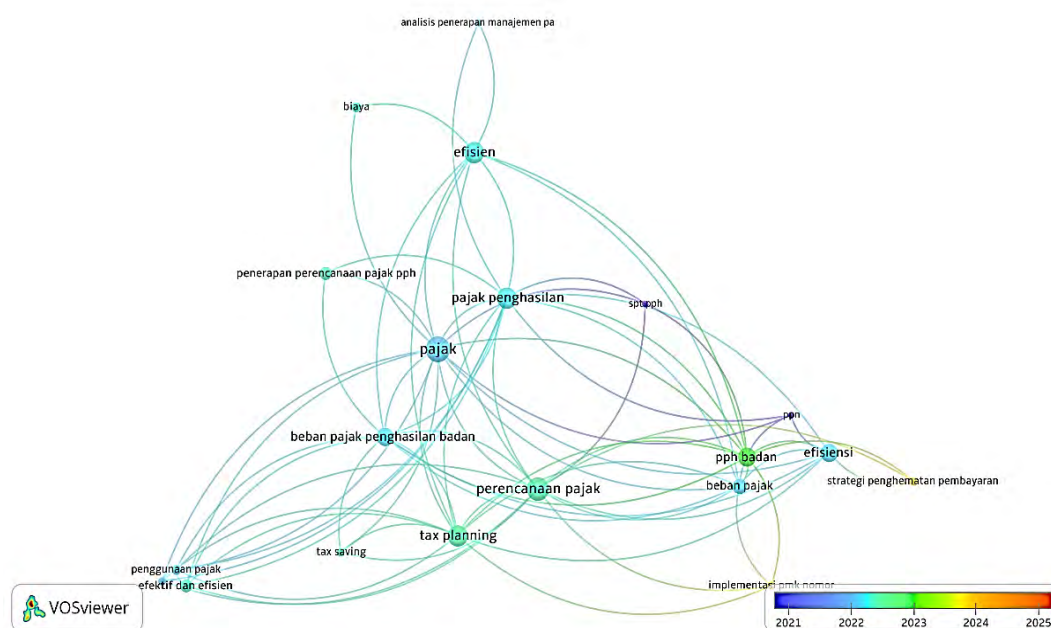 analisis penerapan manajemen pa
biaya
efisien
penerapan perencanaan pajak pph
pajak penghasilan
spt pph
pajak
ppn
beban pajak penghasilan badan
pph badan
efisiensi
beban pajak
strategi penghematan pembayaran
perencanaan pajak
tax planning
tax saving
penggunaan pajak
efektif dan efisien
implementasi pmk nomor
VOSviewer
2021 2022 2023 2024 2025